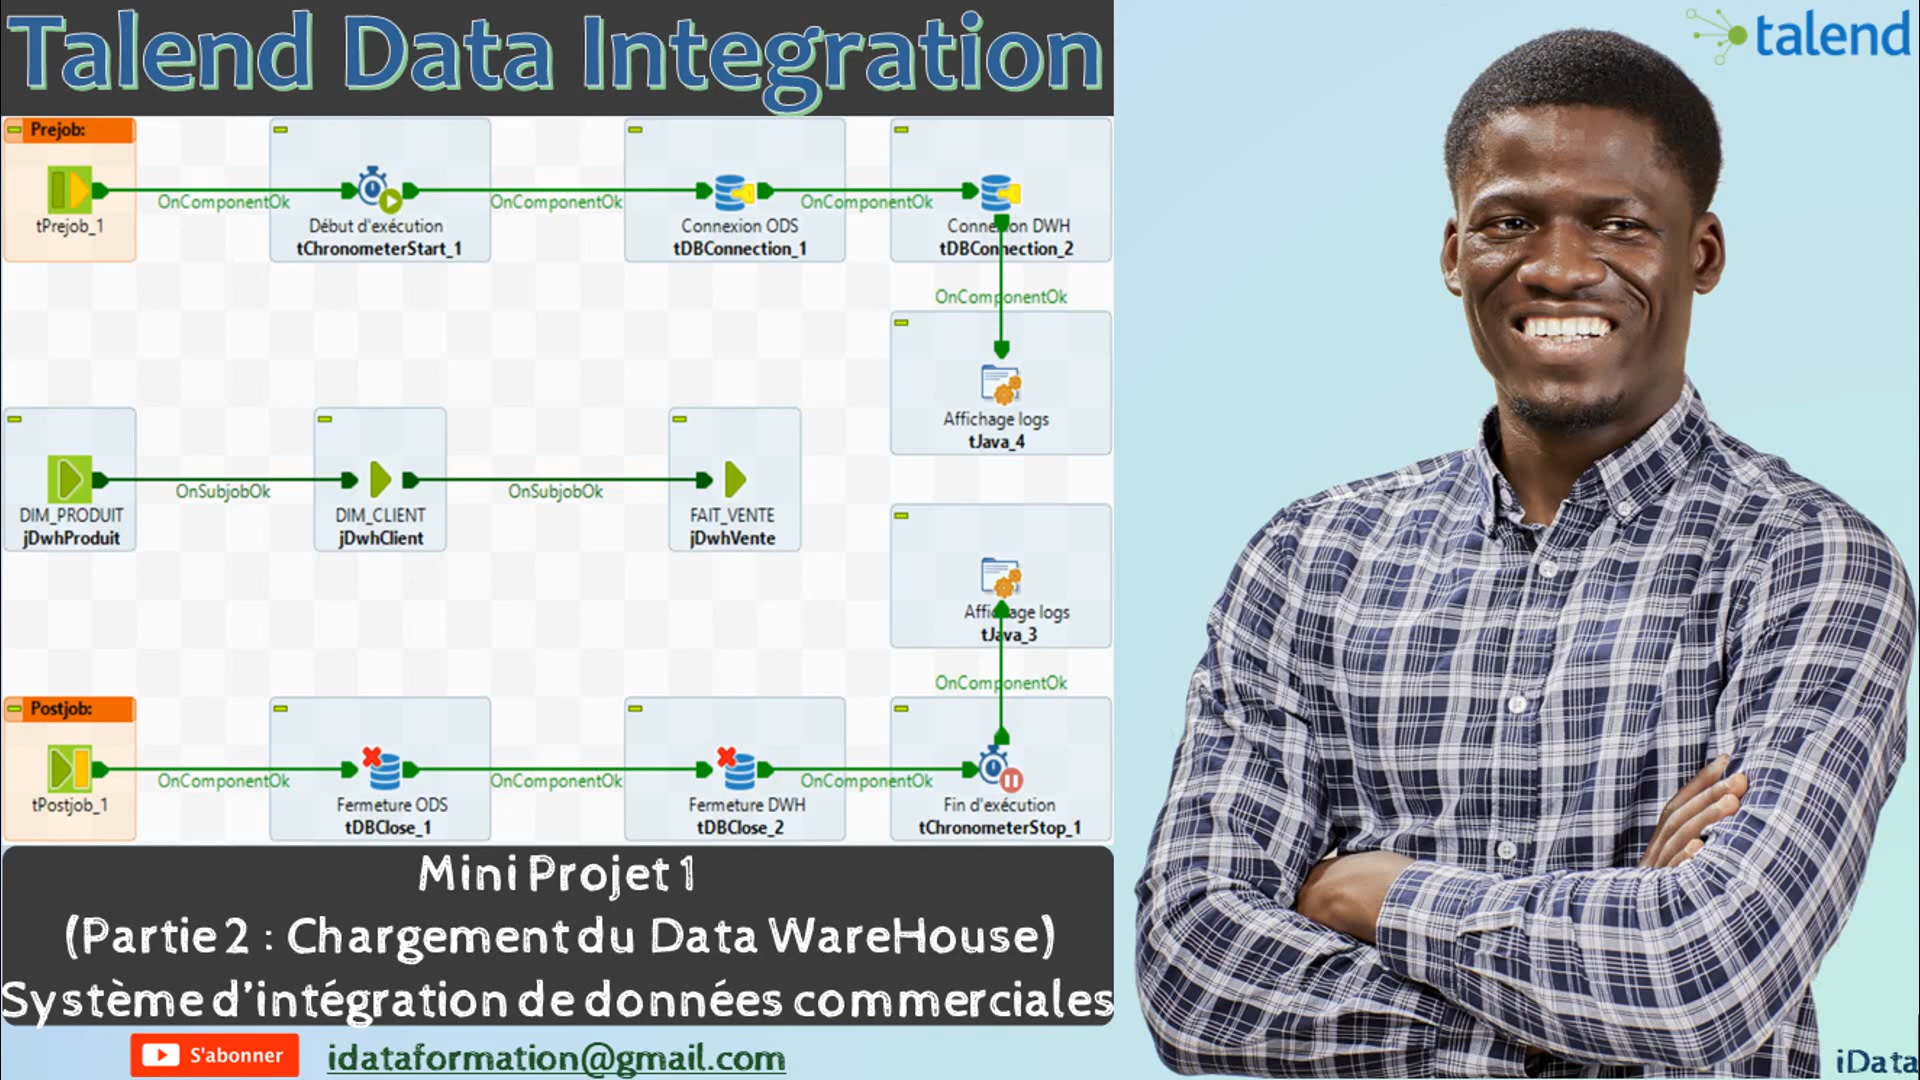 Talend Data Integration
talend
Prejob:
tPrejob_1
OnComponentOk
Début d'exécution
tChronometerStart_1
OnComponentOk
Connexion ODS
tDBConnection_1
OnComponentOk
Connexion DWH
tDBConnection_2
OnComponentOk
Affichage logs
tJava_4
DIM_PRODUIT
jDwhProduit
OnSubjobOk
DIM_CLIENT
jDwhClient
OnSubjobOk
FAIT_VENTE
jDwhVente
Affichage logs
tJava_3
OnComponentOk
Postjob:
tPostjob_1
OnComponentOk
Fermeture ODS
tDBClose_1
OnComponentOk
Fermeture DWH
tDBClose_2
OnComponentOk
Fin d'exécution
tChronometerStop_1
Mini Projet 1
(Partie 2 : Chargement du Data WareHouse)
Système d'intégration de données commerciales
S'abonner
idataformation@gmail.com
iData